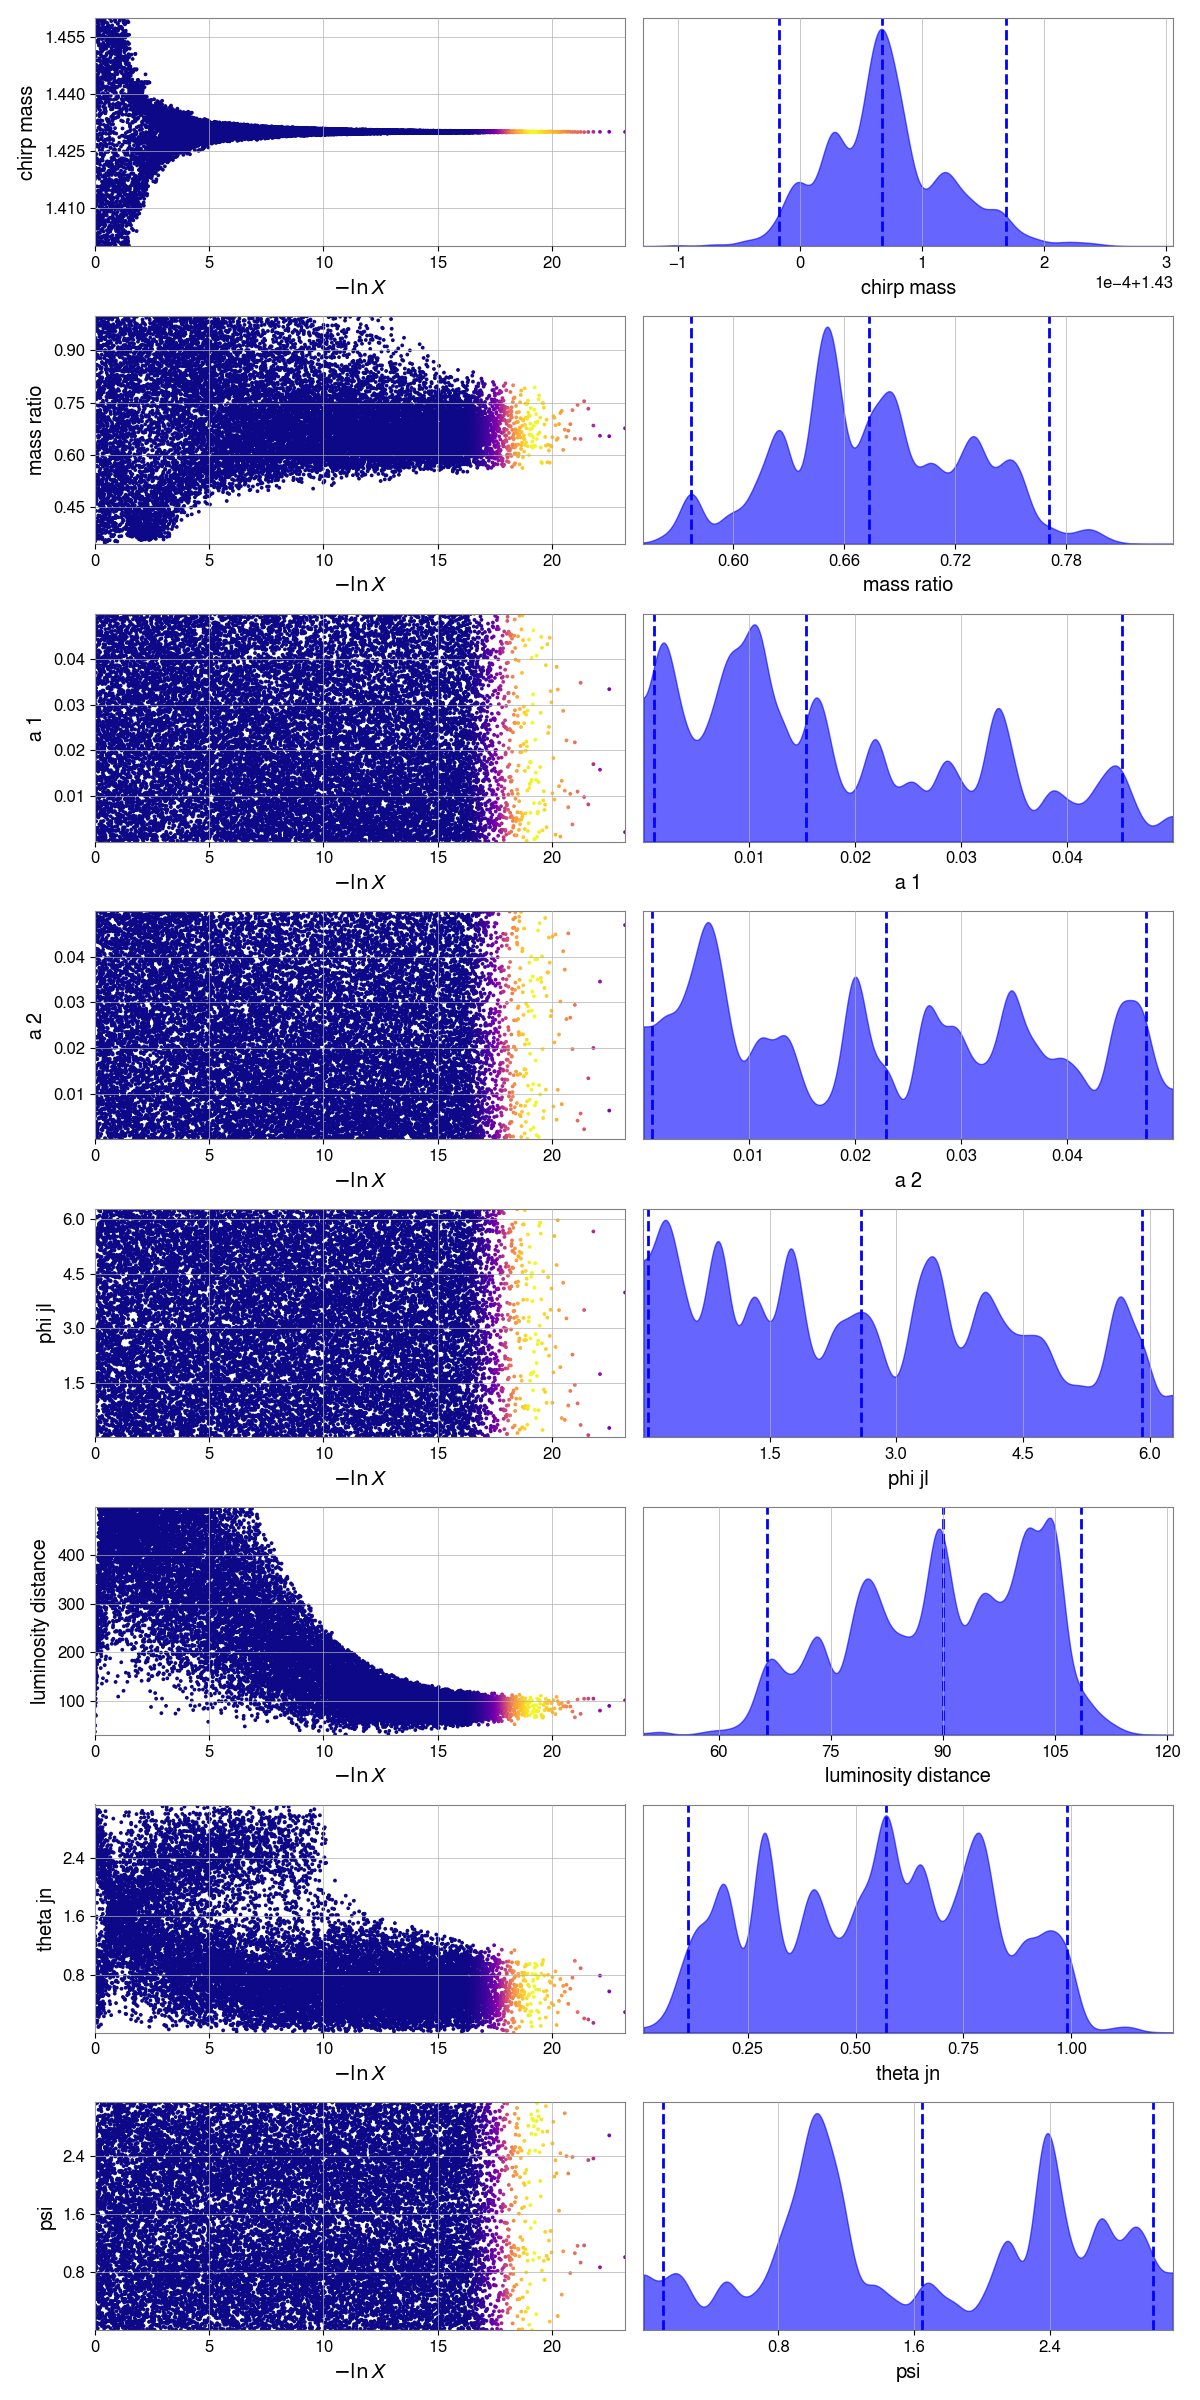 chirp mass
1.455
1.440
1.425
1.410
0 5 10 15 20
−ln X
−1 0 1 2 3
1e−4+1.43
chirp mass
mass ratio
0.90
0.75
0.60
0.45
0 5 10 15 20
−ln X
0.60 0.66 0.72 0.78
mass ratio
a 1
0.04
0.03
0.02
0.01
0 5 10 15 20
−ln X
0.01 0.02 0.03 0.04
a 1
a 2
0.04
0.03
0.02
0.01
0 5 10 15 20
−ln X
0.01 0.02 0.03 0.04
a 2
phi jl
6.0
4.5
3.0
1.5
0 5 10 15 20
−ln X
1.5 3.0 4.5 6.0
phi jl
luminosity distance
400
300
200
100
0 5 10 15 20
−ln X
60 75 90 105 120
luminosity distance
theta jn
2.4
1.6
0.8
0 5 10 15 20
−ln X
0.25 0.50 0.75 1.00
theta jn
psi
2.4
1.6
0.8
0 5 10 15 20
−ln X
0.8 1.6 2.4
psi